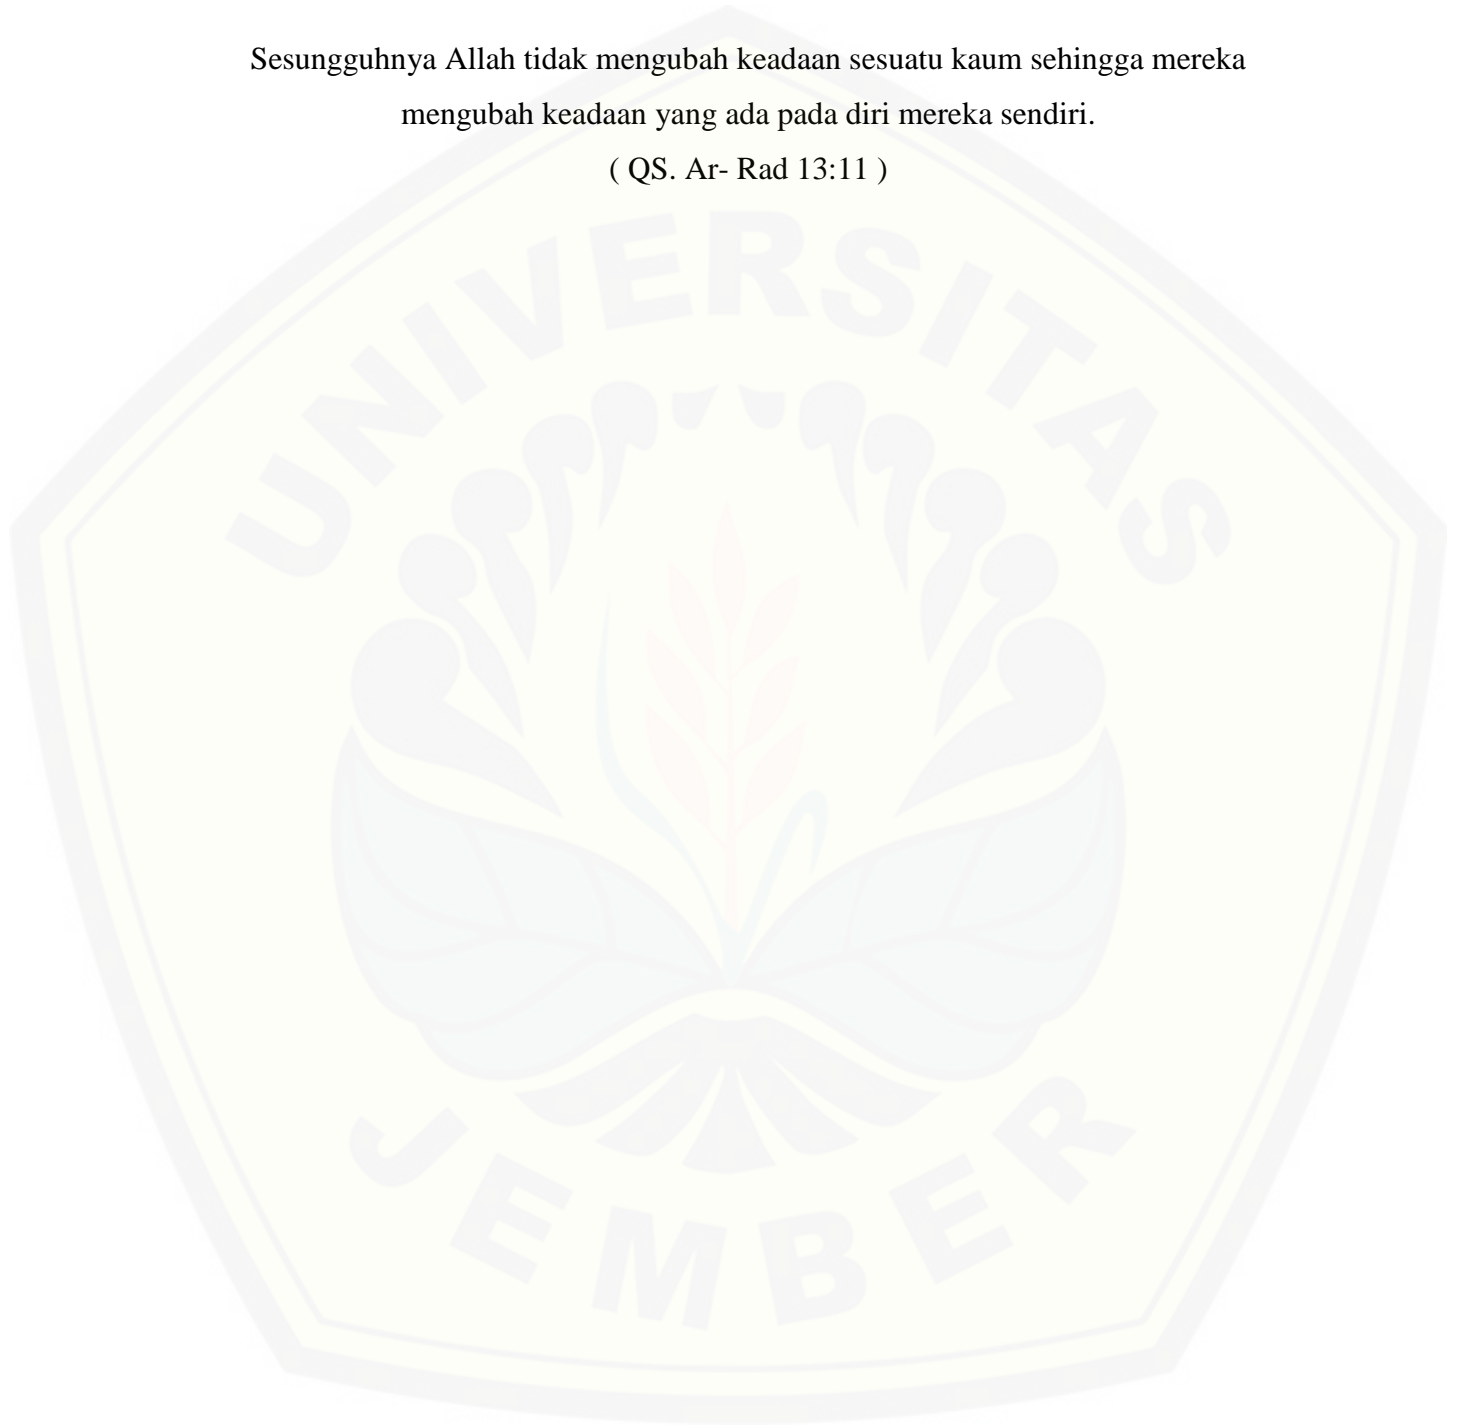 Sesungguhnya Allah tidak mengubah keadaan sesuatu kaum sehingga mereka
mengubah keadaan yang ada pada diri mereka sendiri.
( QS. Ar- Rad 13:11 )
UNIVERSITAS
JEMBER